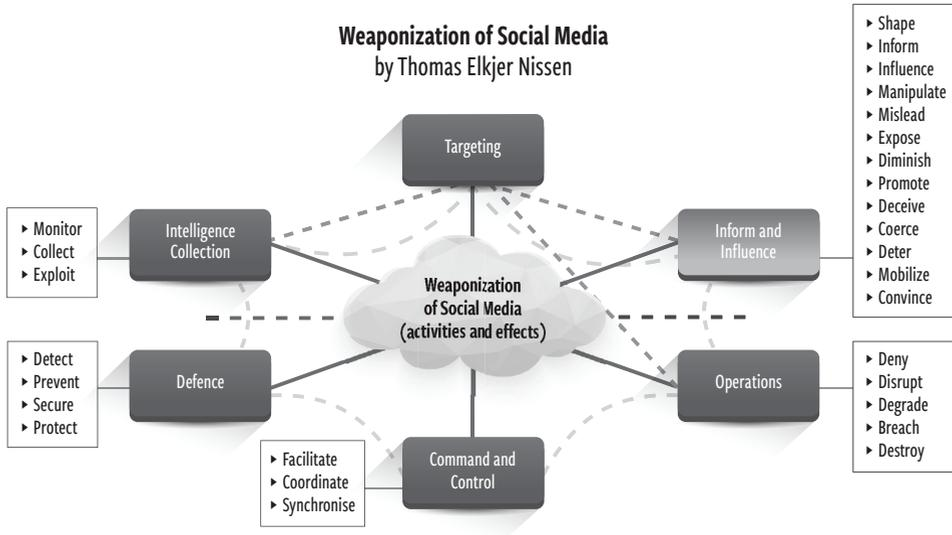 Weaponization of Social Media
by Thomas Elkjer Nissen
Targeting
Intelligence
Collection
Monitor
Collect
Exploit
Inform and
Influence
Shape
Inform
Influence
Manipulate
Mislead
Expose
Diminish
Promote
Deceive
Coerce
Deter
Mobilize
Convince
Weaponization
of Social Media
(activities and effects)
Defence
Detect
Prevent
Secure
Protect
Operations
Deny
Disrupt
Degrade
Breach
Destroy
Command and
Control
Facilitate
Coordinate
Synchronise